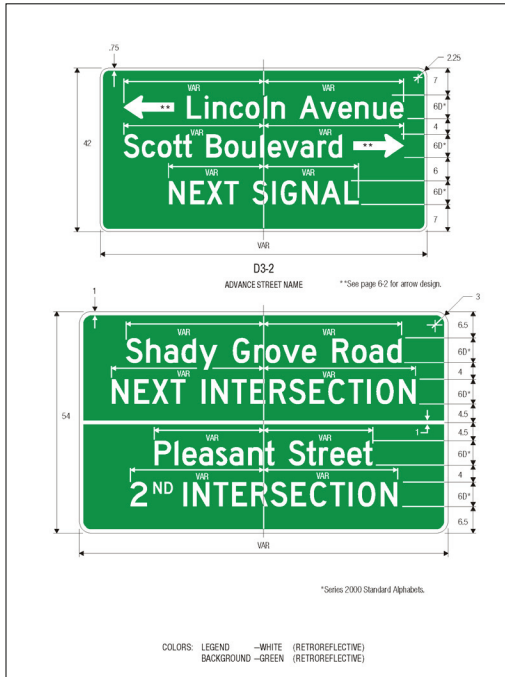 .75
2.25
VAR
VAR
7
** Lincoln Avenue
6D*
VAR
VAR
4
42
Scott Boulevard **
6D*
VAR
VAR
6
NEXT SIGNAL
6D*
7
VAR
D3-2
ADVANCE STREET NAME
**See page 6-2 for arrow design.
1
3
6.5
VAR
VAR
Shady Grove Road
6D*
VAR
VAR
4
NEXT INTERSECTION
6D*
54
4.5
1
4.5
VAR
VAR
Pleasant Street
6D*
VAR
VAR
4
2ND INTERSECTION
6D*
6.5
VAR
*Series 2000 Standard Alphabets.
COLORS: LEGEND –WHITE (RETROREFLECTIVE)
BACKGROUND –GREEN (RETROREFLECTIVE)